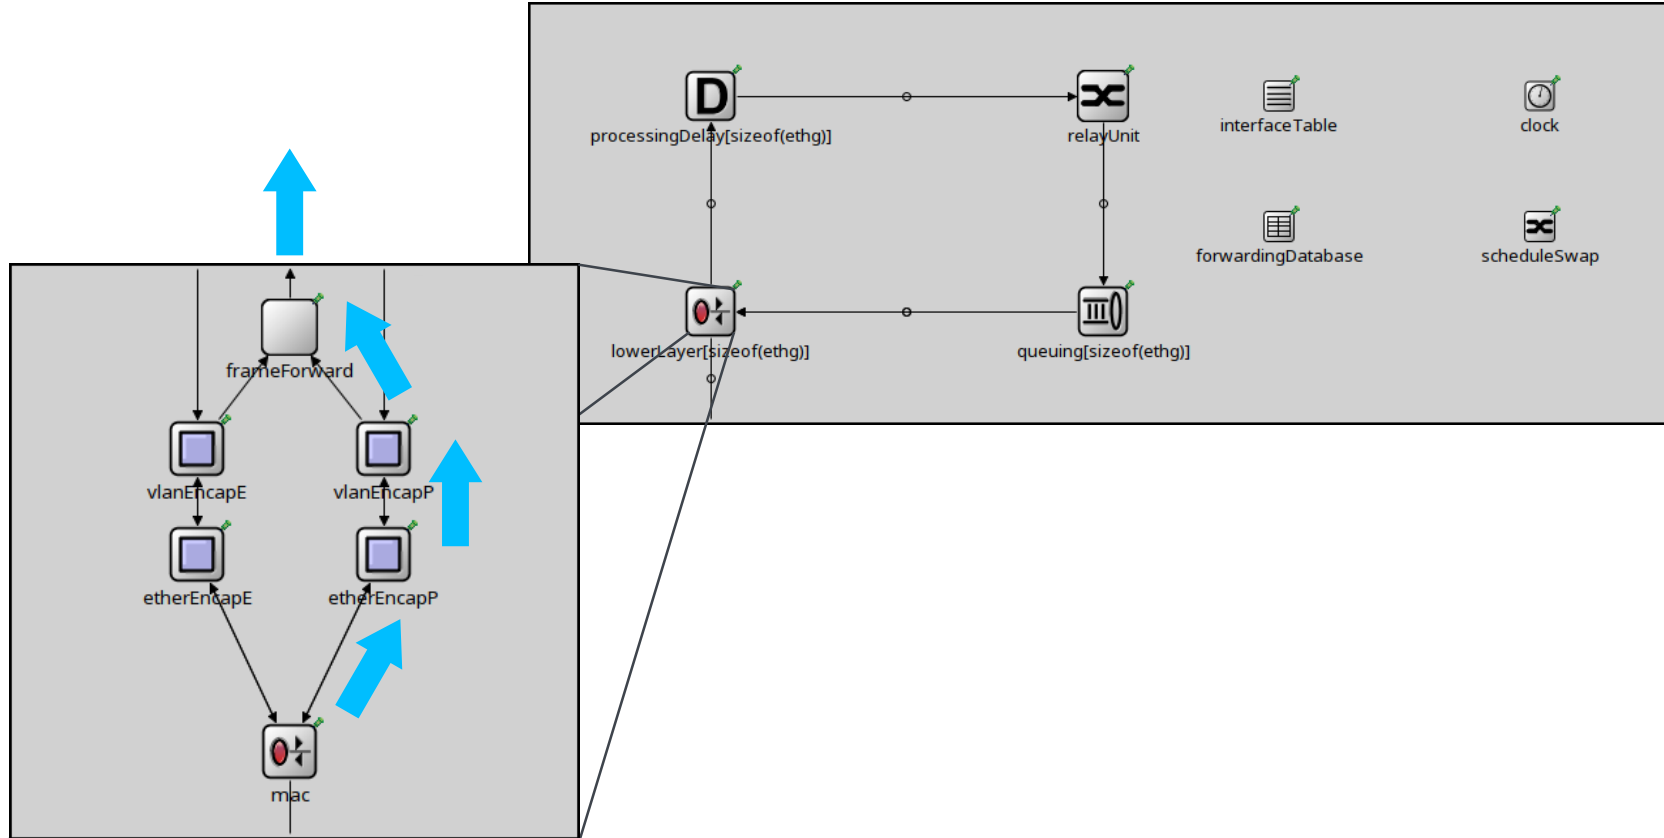 D
processingDelay[sizeof(ethg)]
relayUnit
interfaceTable
clock
forwardingDatabase
scheduleSwap
lowerLayer[sizeof(ethg)]
queuing[sizeof(ethg)]
frameForward
vlanEncapE
vlanEncapP
etherEncapE
etherEncapP
mac